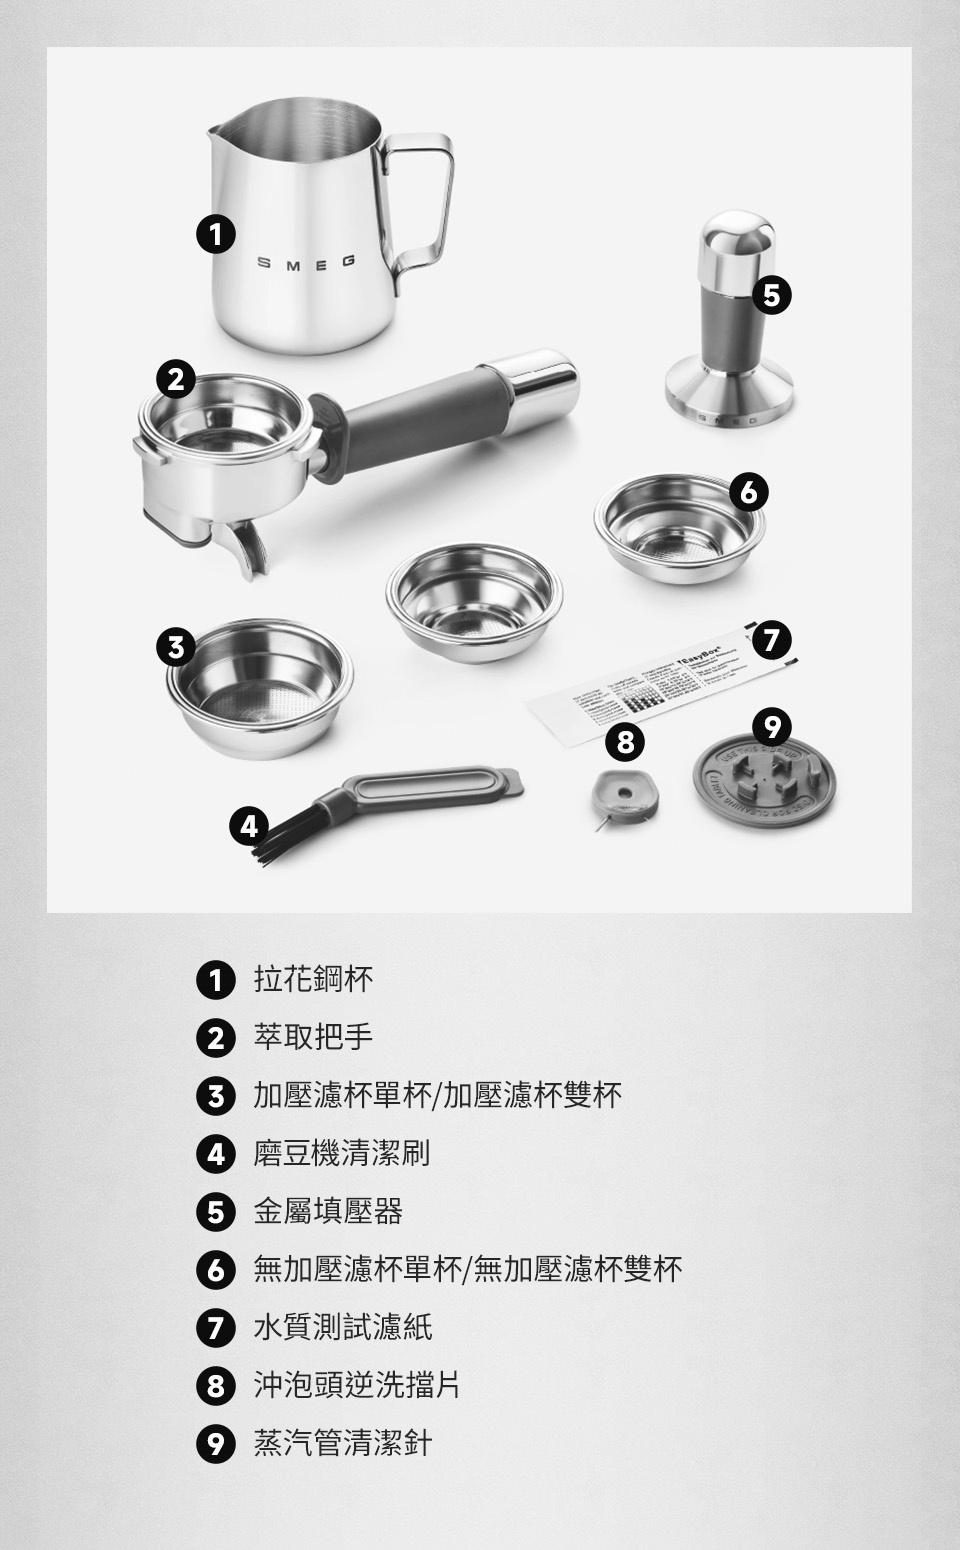 1
SMEG
5
SMEG
2
6
3
7
TEasyBox®
9
8
USE THIS SIDE UP
4
1 拉花鋼杯
2 萃取把手
3 加壓濾杯單杯/加壓濾杯雙杯
4 磨豆機清潔刷
5 金屬填壓器
6 無加壓濾杯單杯/無加壓濾杯雙杯
7 水質測試濾紙
8 沖泡頭逆洗擋片
9 蒸汽管清潔針